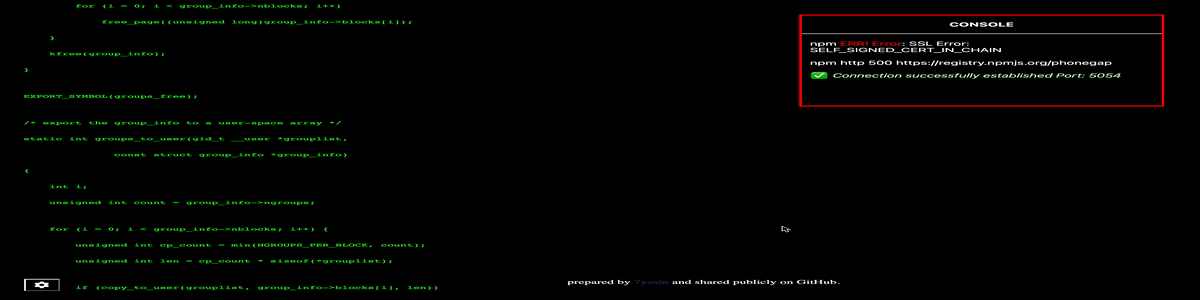 for (i = 0; i < group_info->nblocks; i++)
free_page((unsigned long)group_info->blocks[i]);
}
kfree(group_info);
}
EXPORT_SYMBOL(groups_free);
/* export the group_info to a user-space array */
static int groups_to_user(gid_t __user *grouplist,
const struct group_info *group_info)
{
int i;
unsigned int count = group_info->ngroups;
for (i = 0; i < group_info->nblocks; i++) {
unsigned int cp_count = min(NGROUPS_PER_BLOCK, count);
unsigned int len = cp_count * sizeof(*grouplist);
if (copy_to_user(grouplist, group_info->blocks[i], len))
CONSOLE
npm ERR! Error: SSL Error:
SELF_SIGNED_CERT_IN_CHAIN
npm http 500 https://registry.npmjs.org/phonegap
✅ Connection successfully established Port: 5054
prepared by 7yasin and shared publicly on GitHub.